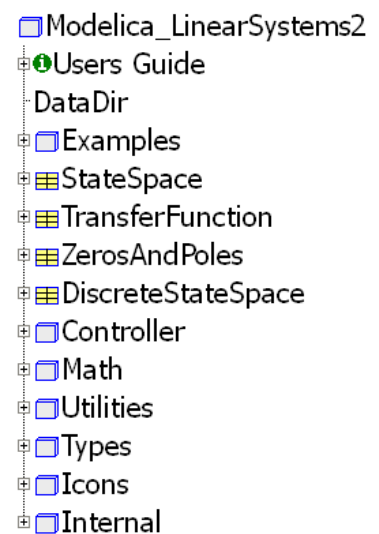 Modelica_LinearSystems2
Users Guide
DataDir
Examples
StateSpace
TransferFunction
ZerosAndPoles
DiscreteStateSpace
Controller
Math
Utilities
Types
Icons
Internal